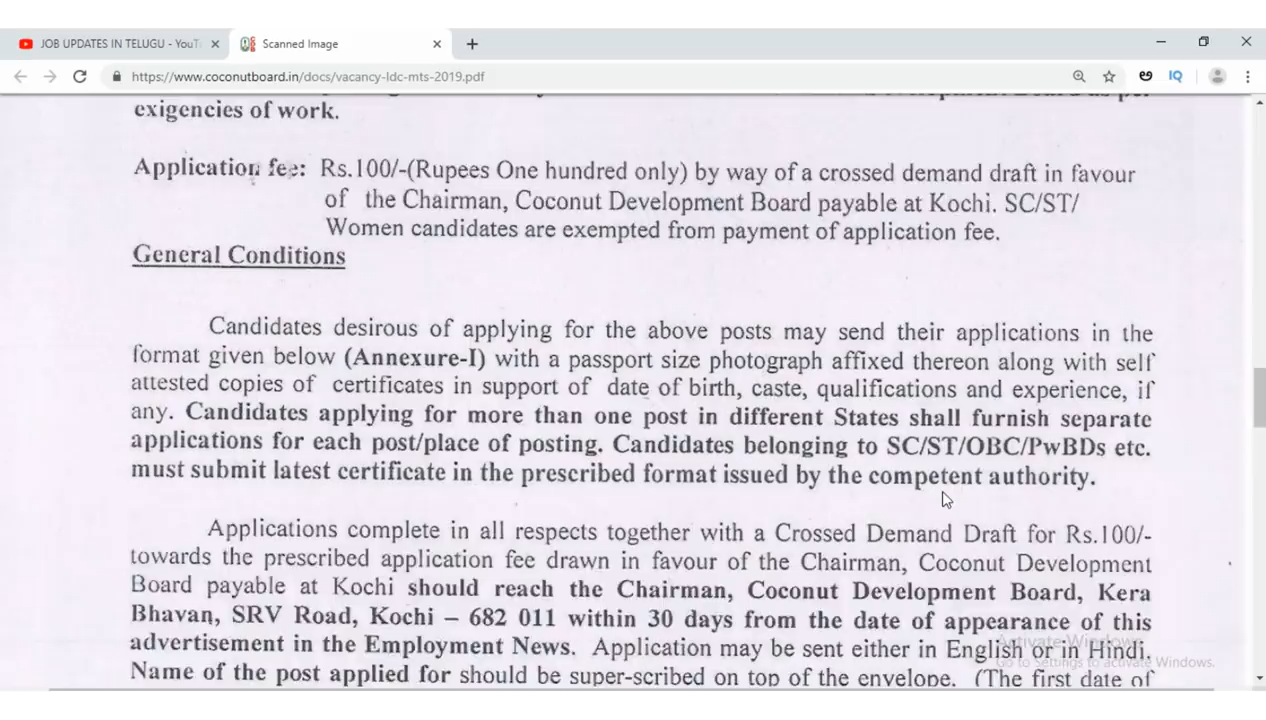 JOB UPDATES IN TELUGU - YouT
Scanned Image
https://www.coconutboard.in/docs/vacancy-ldc-mts-2019.pdf
IQ
exigencies of work.
Application fee: Rs.100/-(Rupees One hundred only) by way of a crossed demand draft in favour
of the Chairman, Coconut Development Board payable at Kochi. SC/ST/
Women candidates are exempted from payment of application fee.
General Conditions
Candidates desirous of applying for the above posts may send their applications in the
format given below (Annexure-I) with a passport size photograph affixed thereon along with self
attested copies of certificates in support of date of birth, caste, qualifications and experience, if
any. Candidates applying for more than one post in different States shall furnish separate
applications for each post/place of posting. Candidates belonging to SC/ST/OBC/PwBDs etc.
must submit latest certificate in the prescribed format issued by the competent authority.
Applications complete in all respects together with a Crossed Demand Draft for Rs.100/-
towards the prescribed application fee drawn in favour of the Chairman, Coconut Development
Board payable at Kochi should reach the Chairman, Coconut Development Board, Kera
Bhavan, SRV Road, Kochi – 682 011 within 30 days from the date of appearance of this
advertisement in the Employment News. Application may be sent either in English or in Hindi.
Activate Windows
Go to Settings to activate Windows.
Name of the post applied for should be super-scribed on top of the envelope. (The first date of